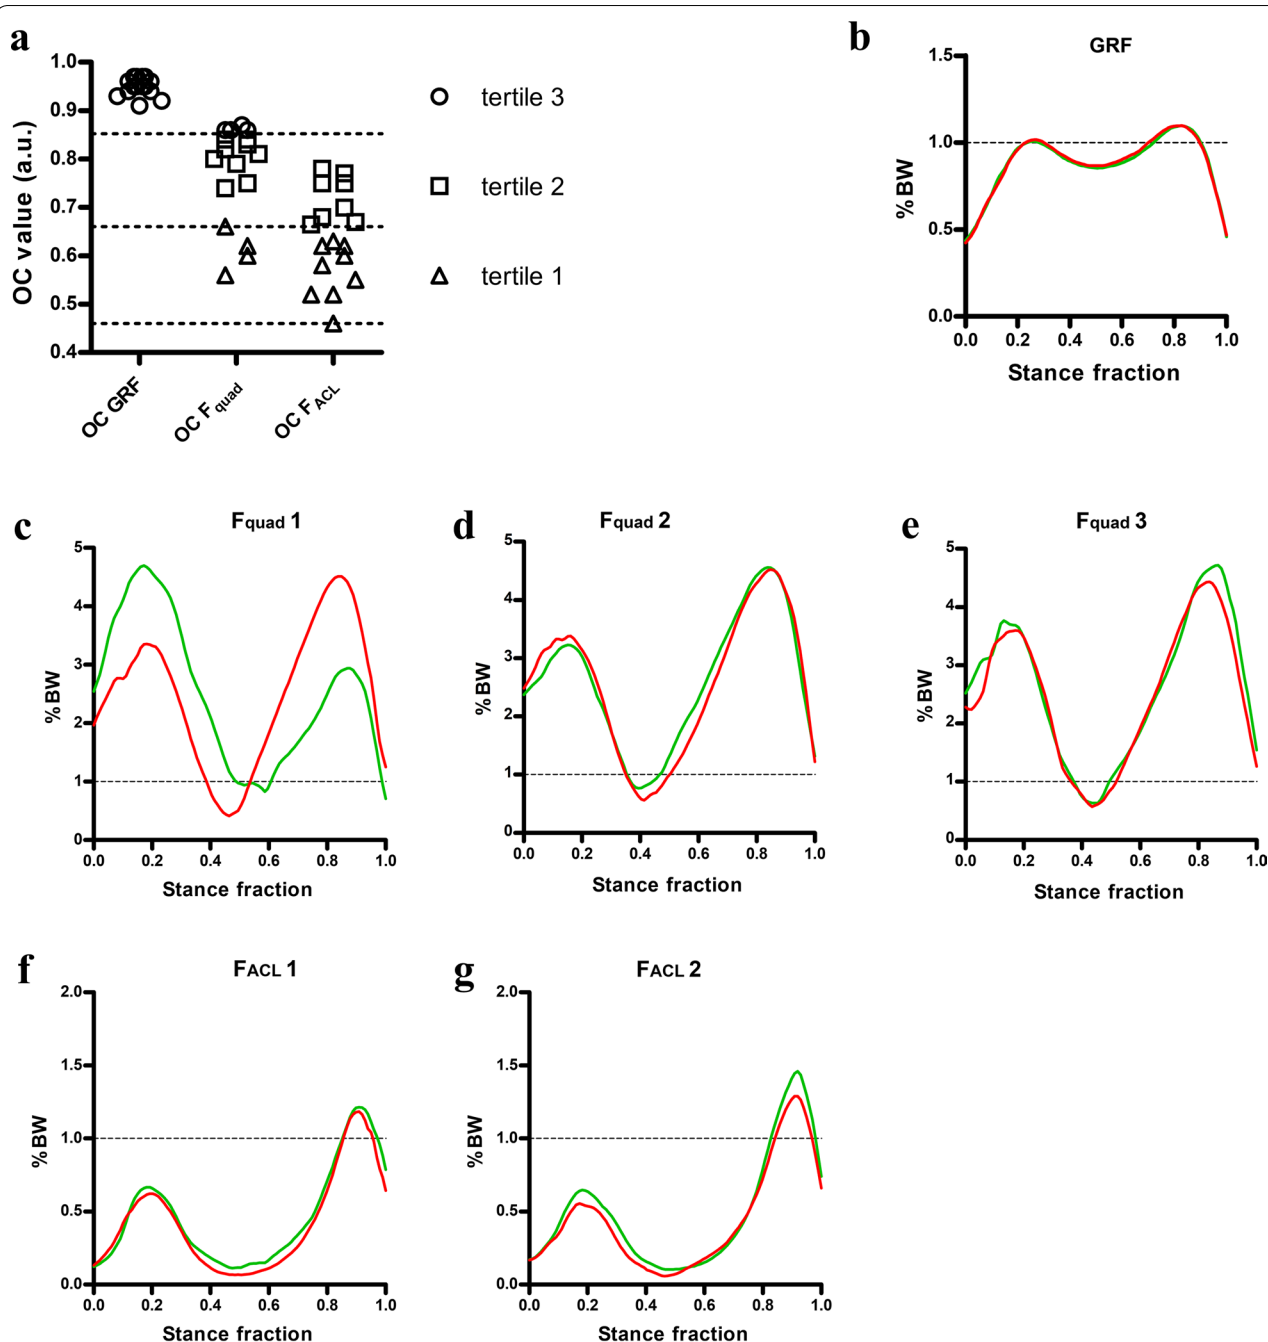 a
OC value (a.u.)
1.0
0.9
0.8
0.7
0.6
0.5
0.4
OC GRF
OC Fquad
OC FACL
tertile 3
tertile 2
tertile 1
b
GRF
%BW
1.5
1.0
0.5
0.0
0.0 0.2 0.4 0.6 0.8 1.0
Stance fraction
c
Fquad 1
%BW
5
4
3
2
1
0
0.0 0.2 0.4 0.6 0.8 1.0
Stance fraction
d
Fquad 2
%BW
5
4
3
2
1
0
0.0 0.2 0.4 0.6 0.8 1.0
Stance fraction
e
Fquad 3
%BW
5
4
3
2
1
0
0.0 0.2 0.4 0.6 0.8 1.0
Stance fraction
f
FACL 1
%BW
2.0
1.5
1.0
0.5
0.0
0.0 0.2 0.4 0.6 0.8 1.0
Stance fraction
g
FACL 2
%BW
2.0
1.5
1.0
0.5
0.0
0.0 0.2 0.4 0.6 0.8 1.0
Stance fraction